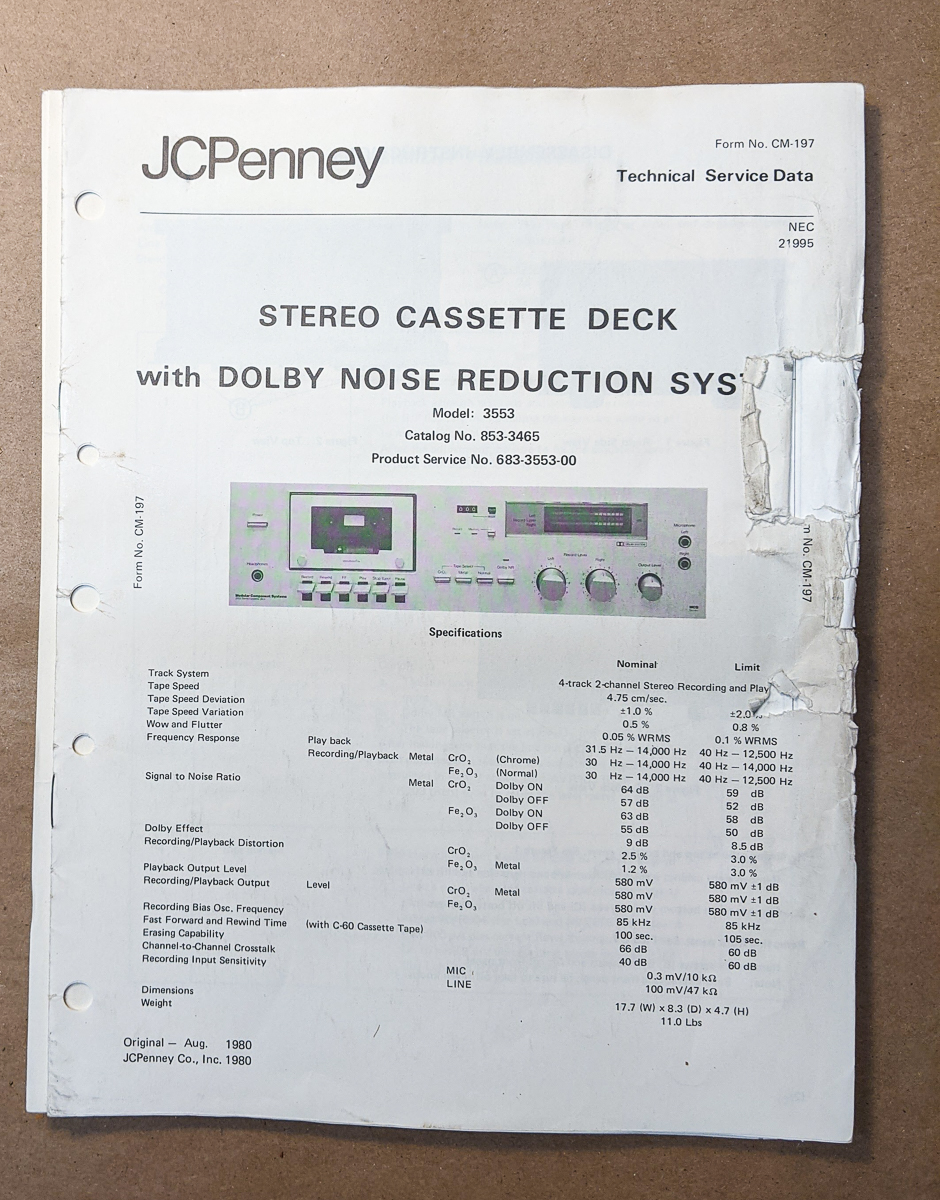 JCPenney
Form No. CM-197
Technical Service Data
NEC
21995
STEREO CASSETTE DECK
with DOLBY NOISE REDUCTION SYST
Model: 3553
Catalog No. 853-3465
Product Service No. 683-3553-00
Form No. CM-197
m No. CM-197
Modular Component Systems
Specifications
Nominal Limit
Track System 4-track 2-channel Stereo Recording and Play
Tape Speed 4.75 cm/sec.
Tape Speed Deviation ±1.0 % ±2.0%
Tape Speed Variation 0.5 % 0.8 %
Wow and Flutter 0.05 % WRMS 0.1 % WRMS
Frequency Response Play back 31.5 Hz — 14,000 Hz 40 Hz — 12,500 Hz
Recording/Playback Metal CrO2 (Chrome) 30 Hz — 14,000 Hz 40 Hz — 14,000 Hz
Fe2O3 (Normal) 30 Hz — 14,000 Hz 40 Hz — 12,500 Hz
Signal to Noise Ratio Metal CrO2 Dolby ON 64 dB 59 dB
Dolby OFF 57 dB 52 dB
Fe2O3 Dolby ON 63 dB 58 dB
Dolby OFF 55 dB 50 dB
Dolby Effect 9 dB 8.5 dB
Recording/Playback Distortion CrO2 2.5 % 3.0 %
Fe2O3 Metal 1.2 % 3.0 %
Playback Output Level 580 mV 580 mV ±1 dB
Recording/Playback Output Level CrO2 Metal 580 mV 580 mV ±1 dB
Fe2O3 580 mV 580 mV ±1 dB
Recording Bias Osc. Frequency 85 kHz 85 kHz
Fast Forward and Rewind Time (with C-60 Cassette Tape) 100 sec. 105 sec.
Erasing Capability 66 dB 60 dB
Channel-to-Channel Crosstalk 40 dB 60 dB
Recording Input Sensitivity MIC 0.3 mV/10 kΩ
LINE 100 mV/47 kΩ
Dimensions 17.7 (W) x 8.3 (D) x 4.7 (H)
Weight 11.0 Lbs
Original — Aug. 1980
JCPenney Co., Inc. 1980